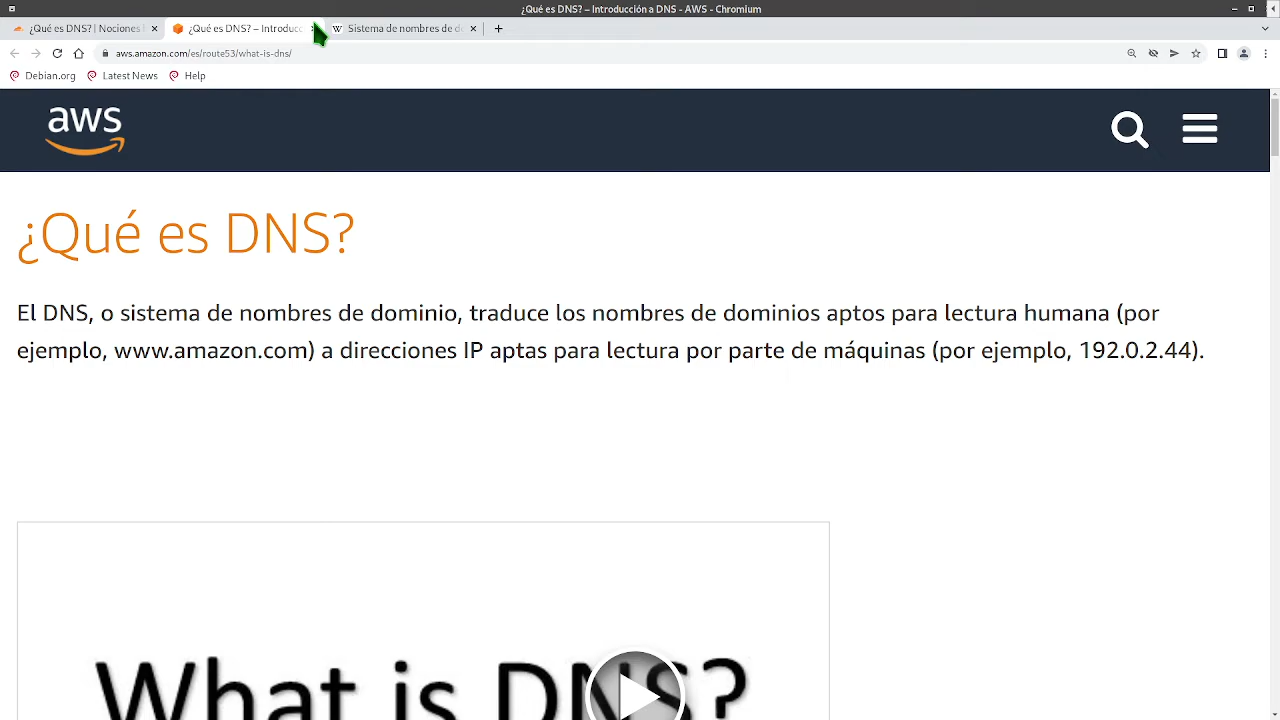 ¿Qué es DNS? – Introducción a DNS - AWS - Chromium
¿Qué es DNS? | Nociones
¿Qué es DNS? – Introducc
Sistema de nombres de do
aws.amazon.com/es/route53/what-is-dns/
Debian.org
Latest News
Help
aws
¿Qué es DNS?
El DNS, o sistema de nombres de dominio, traduce los nombres de dominios aptos para lectura humana (por
ejemplo, www.amazon.com) a direcciones IP aptas para lectura por parte de máquinas (por ejemplo, 192.0.2.44).
What is DNS?